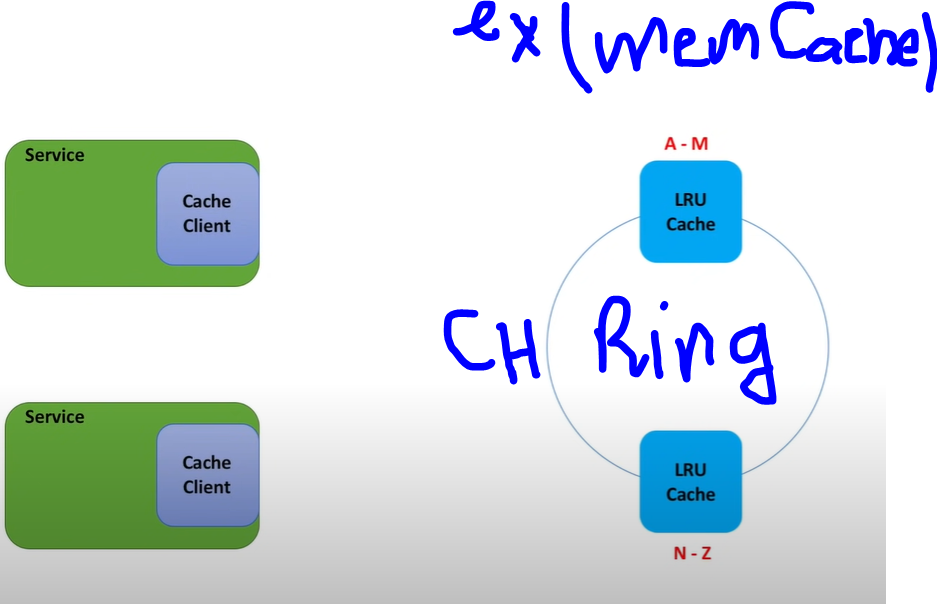 ex (memCache)
Service
Cache
Client
A - M
LRU
Cache
CH Ring
Service
Cache
Client
LRU
Cache
N - Z